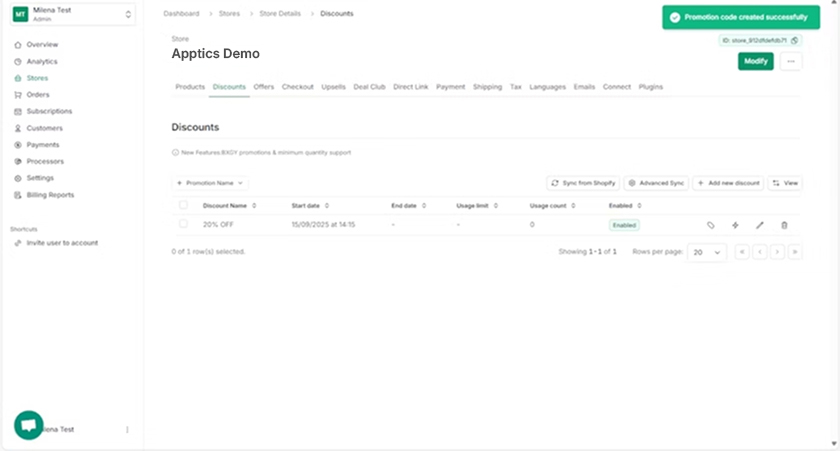 MT
Milena Test
Admin
Overview
Analytics
Stores
Orders
Subscriptions
Customers
Payments
Processors
Settings
Billing Reports
Shortcuts
Invite user to account
lena Test
Dashboard > Stores > Store Details > Discounts
Promotion code created successfully
Store
Apptics Demo
Modify
...
Products Discounts Offers Checkout Upsells Deal Club Direct Link Payment Shipping Tax Languages Emails Connect Plugins
Discounts
New Features:BXGY promotions & minimum quantity support
+ Promotion Name
Sync from Shopify Advanced Sync + Add new discount View
Discount Name Start date End date Usage limit Usage count Enabled
20% OFF 15/09/2025 at 14:15 - - 0 Enabled
0 of 1 row(s) selected.
Showing 1-1 of 1 Rows per page: 20 « ‹ › »